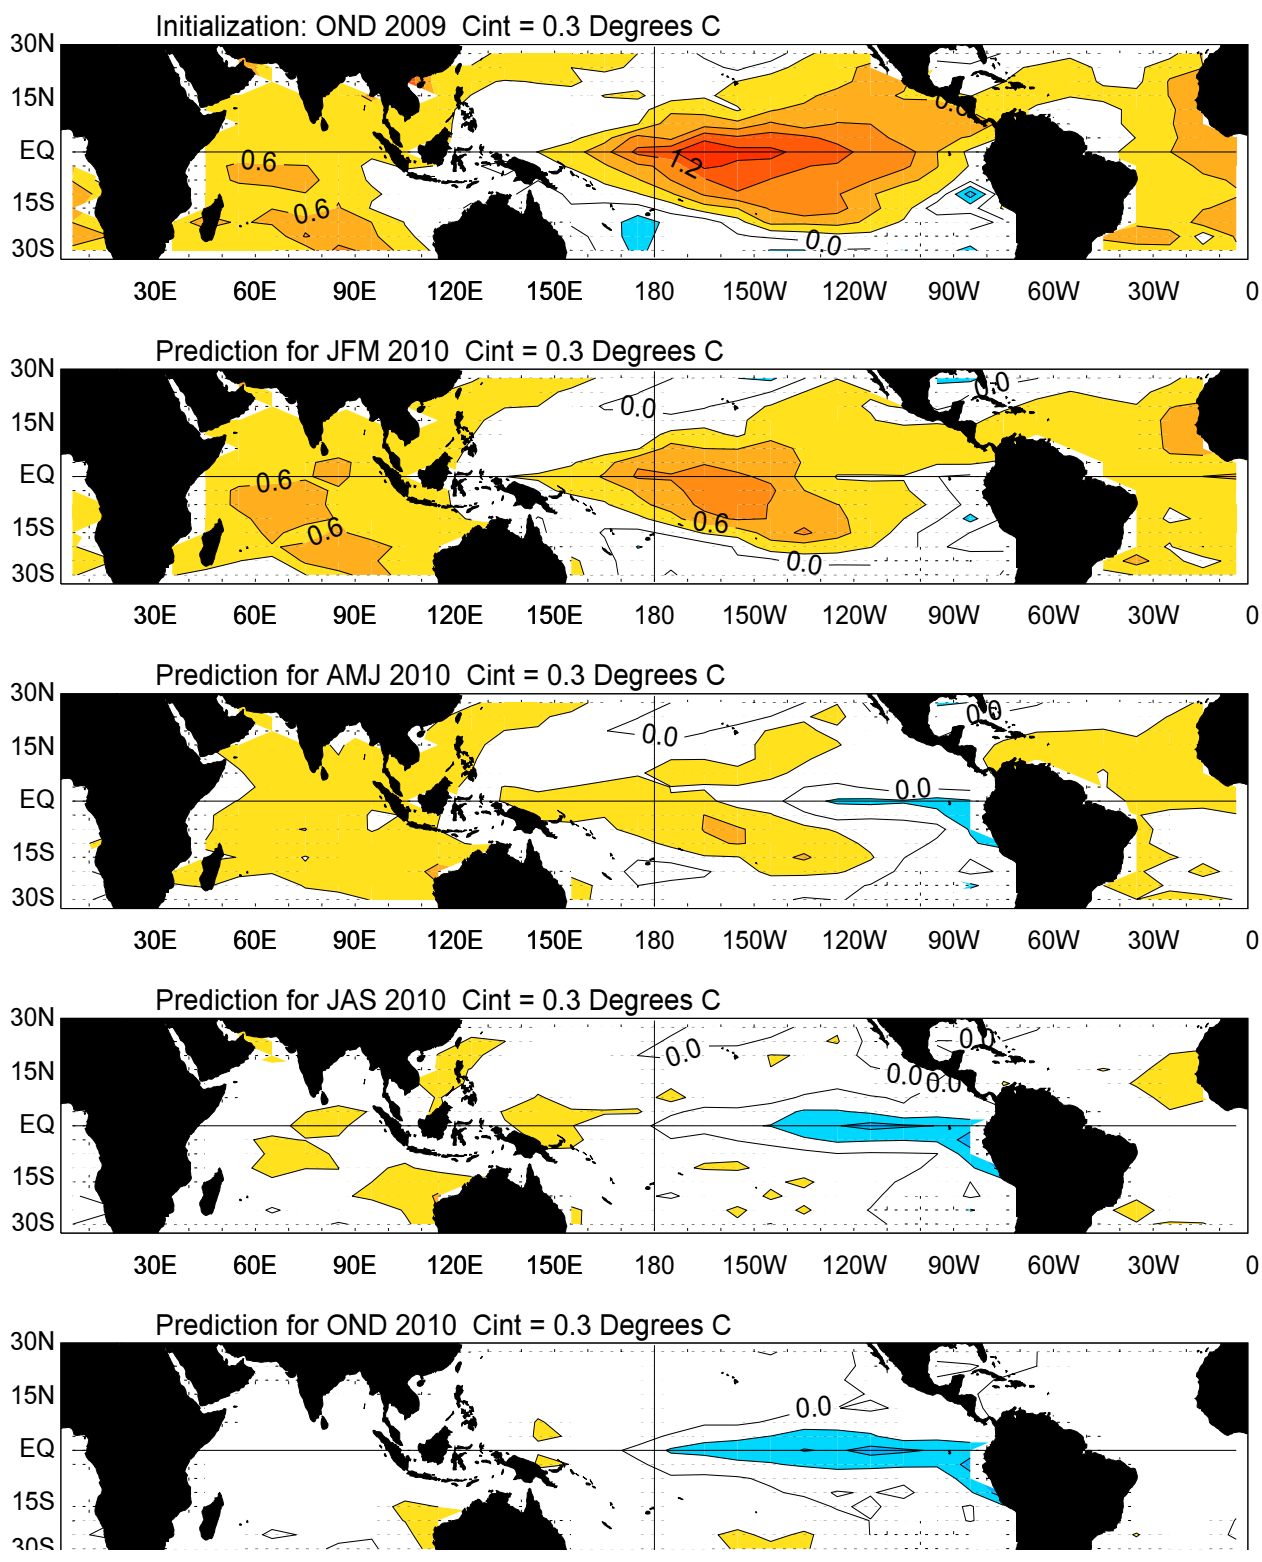 Initialization: OND 2009 Cint = 0.3 Degrees C
30N
15N
EQ
15S
30S
0.6
0.6
1.2
0.0
0.0
30E 60E 90E 120E 150E 180 150W 120W 90W 60W 30W 0
Prediction for JFM 2010 Cint = 0.3 Degrees C
30N
15N
EQ
15S
30S
0.0
0.0
0.6
0.6
0.6
0.0
30E 60E 90E 120E 150E 180 150W 120W 90W 60W 30W 0
Prediction for AMJ 2010 Cint = 0.3 Degrees C
30N
15N
EQ
15S
30S
0.0
0.0
0.0
30E 60E 90E 120E 150E 180 150W 120W 90W 60W 30W 0
Prediction for JAS 2010 Cint = 0.3 Degrees C
30N
15N
EQ
15S
30S
0.0
0.0
0.0
0.0
30E 60E 90E 120E 150E 180 150W 120W 90W 60W 30W 0
Prediction for OND 2010 Cint = 0.3 Degrees C
30N
15N
EQ
15S
30S
0.0